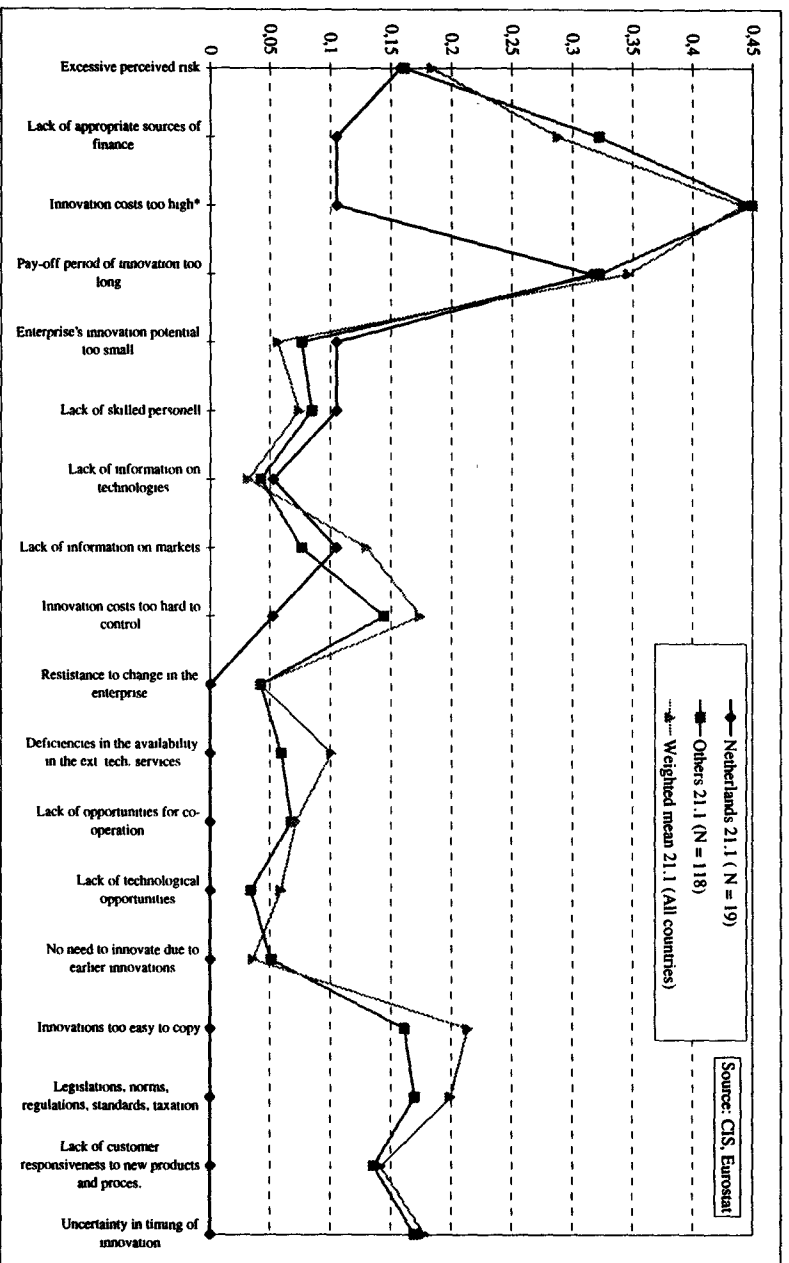 0,45
0,4
0,35
0,3
0,25
0,2
0,15
0,1
0,05
0
Excessive perceived risk
Lack of appropriate sources of
finance
Innovation costs too high*
Pay-off period of innovation too
long
Enterprise's innovation potential
too small
Lack of skilled personell
Lack of information on
technologies
Lack of information on markets
Innovation costs too hard to
control
Restistance to change in the
enterprise
Deficiencies in the availability
in the ext tech. services
Lack of opportunities for co-
operation
Lack of technological
opportunities
No need to innovate due to
earlier innovations
Innovations too easy to copy
Legislations, norms,
regulations, standards, taxation
Lack of customer
responsiveness to new products
and proces.
Uncertainty in timing of
innovation
Netherlands 21.1 ( N = 19)
Others 21.1 (N = 118)
Weighted mean 21.1 (All countries)
Source: CIS, Eurostat